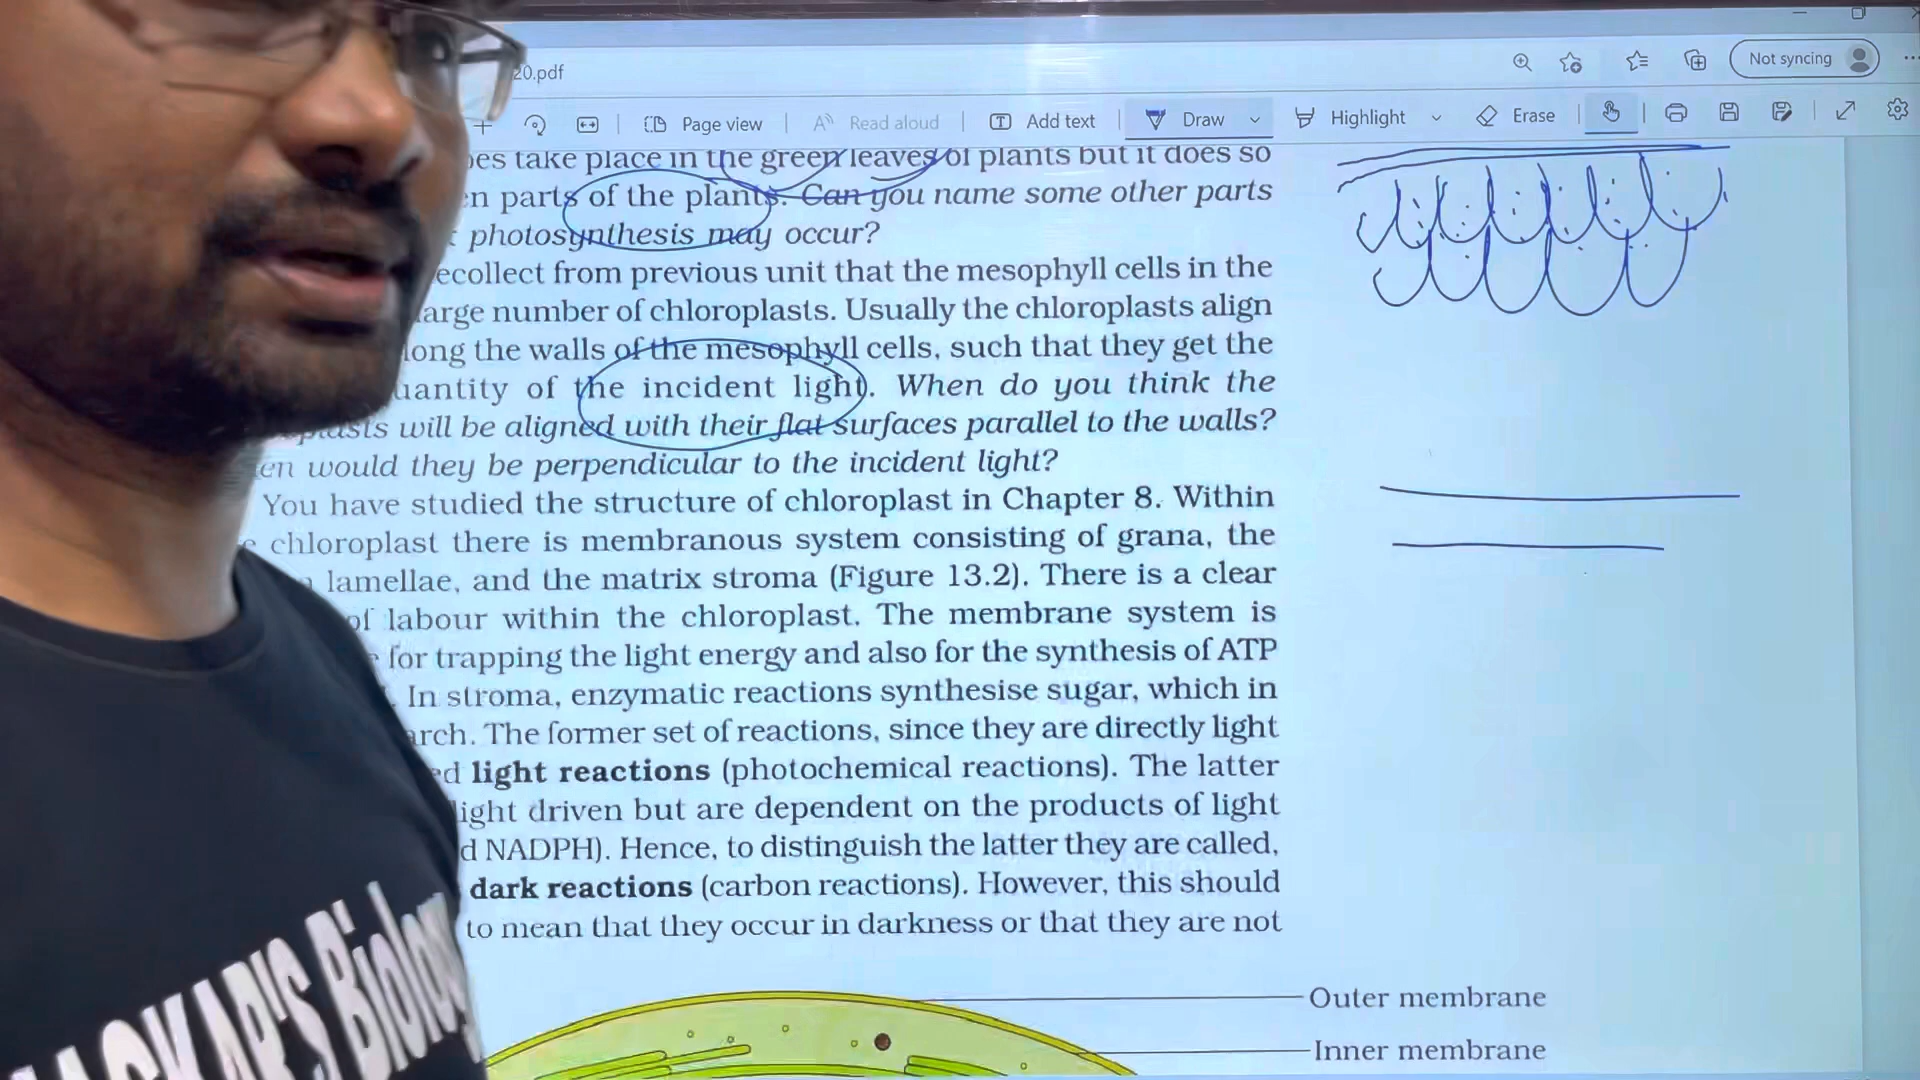 20.pdf
Not syncing
Page view
Read aloud
Add text
Draw
Highlight
Erase
take place in the green leaves of plants but it does so
parts of the plants. Can you name some other parts
photosynthesis may occur?
ecollect from previous unit that the mesophyll cells in the
arge number of chloroplasts. Usually the chloroplasts align
long the walls of the mesophyll cells, such that they get the
uantity of the incident light. When do you think the
will be aligned with their flat surfaces parallel to the walls?
en would they be perpendicular to the incident light?
You have studied the structure of chloroplast in Chapter 8. Within
chloroplast there is membranous system consisting of grana, the
lamellae, and the matrix stroma (Figure 13.2). There is a clear
of labour within the chloroplast. The membrane system is
for trapping the light energy and also for the synthesis of ATP
. In stroma, enzymatic reactions synthesise sugar, which in
arch. The former set of reactions, since they are directly light
ed light reactions (photochemical reactions). The latter
ight driven but are dependent on the products of light
d NADPH). Hence, to distinguish the latter they are called,
dark reactions (carbon reactions). However, this should
to mean that they occur in darkness or that they are not
Outer membrane
Inner membrane
Biology